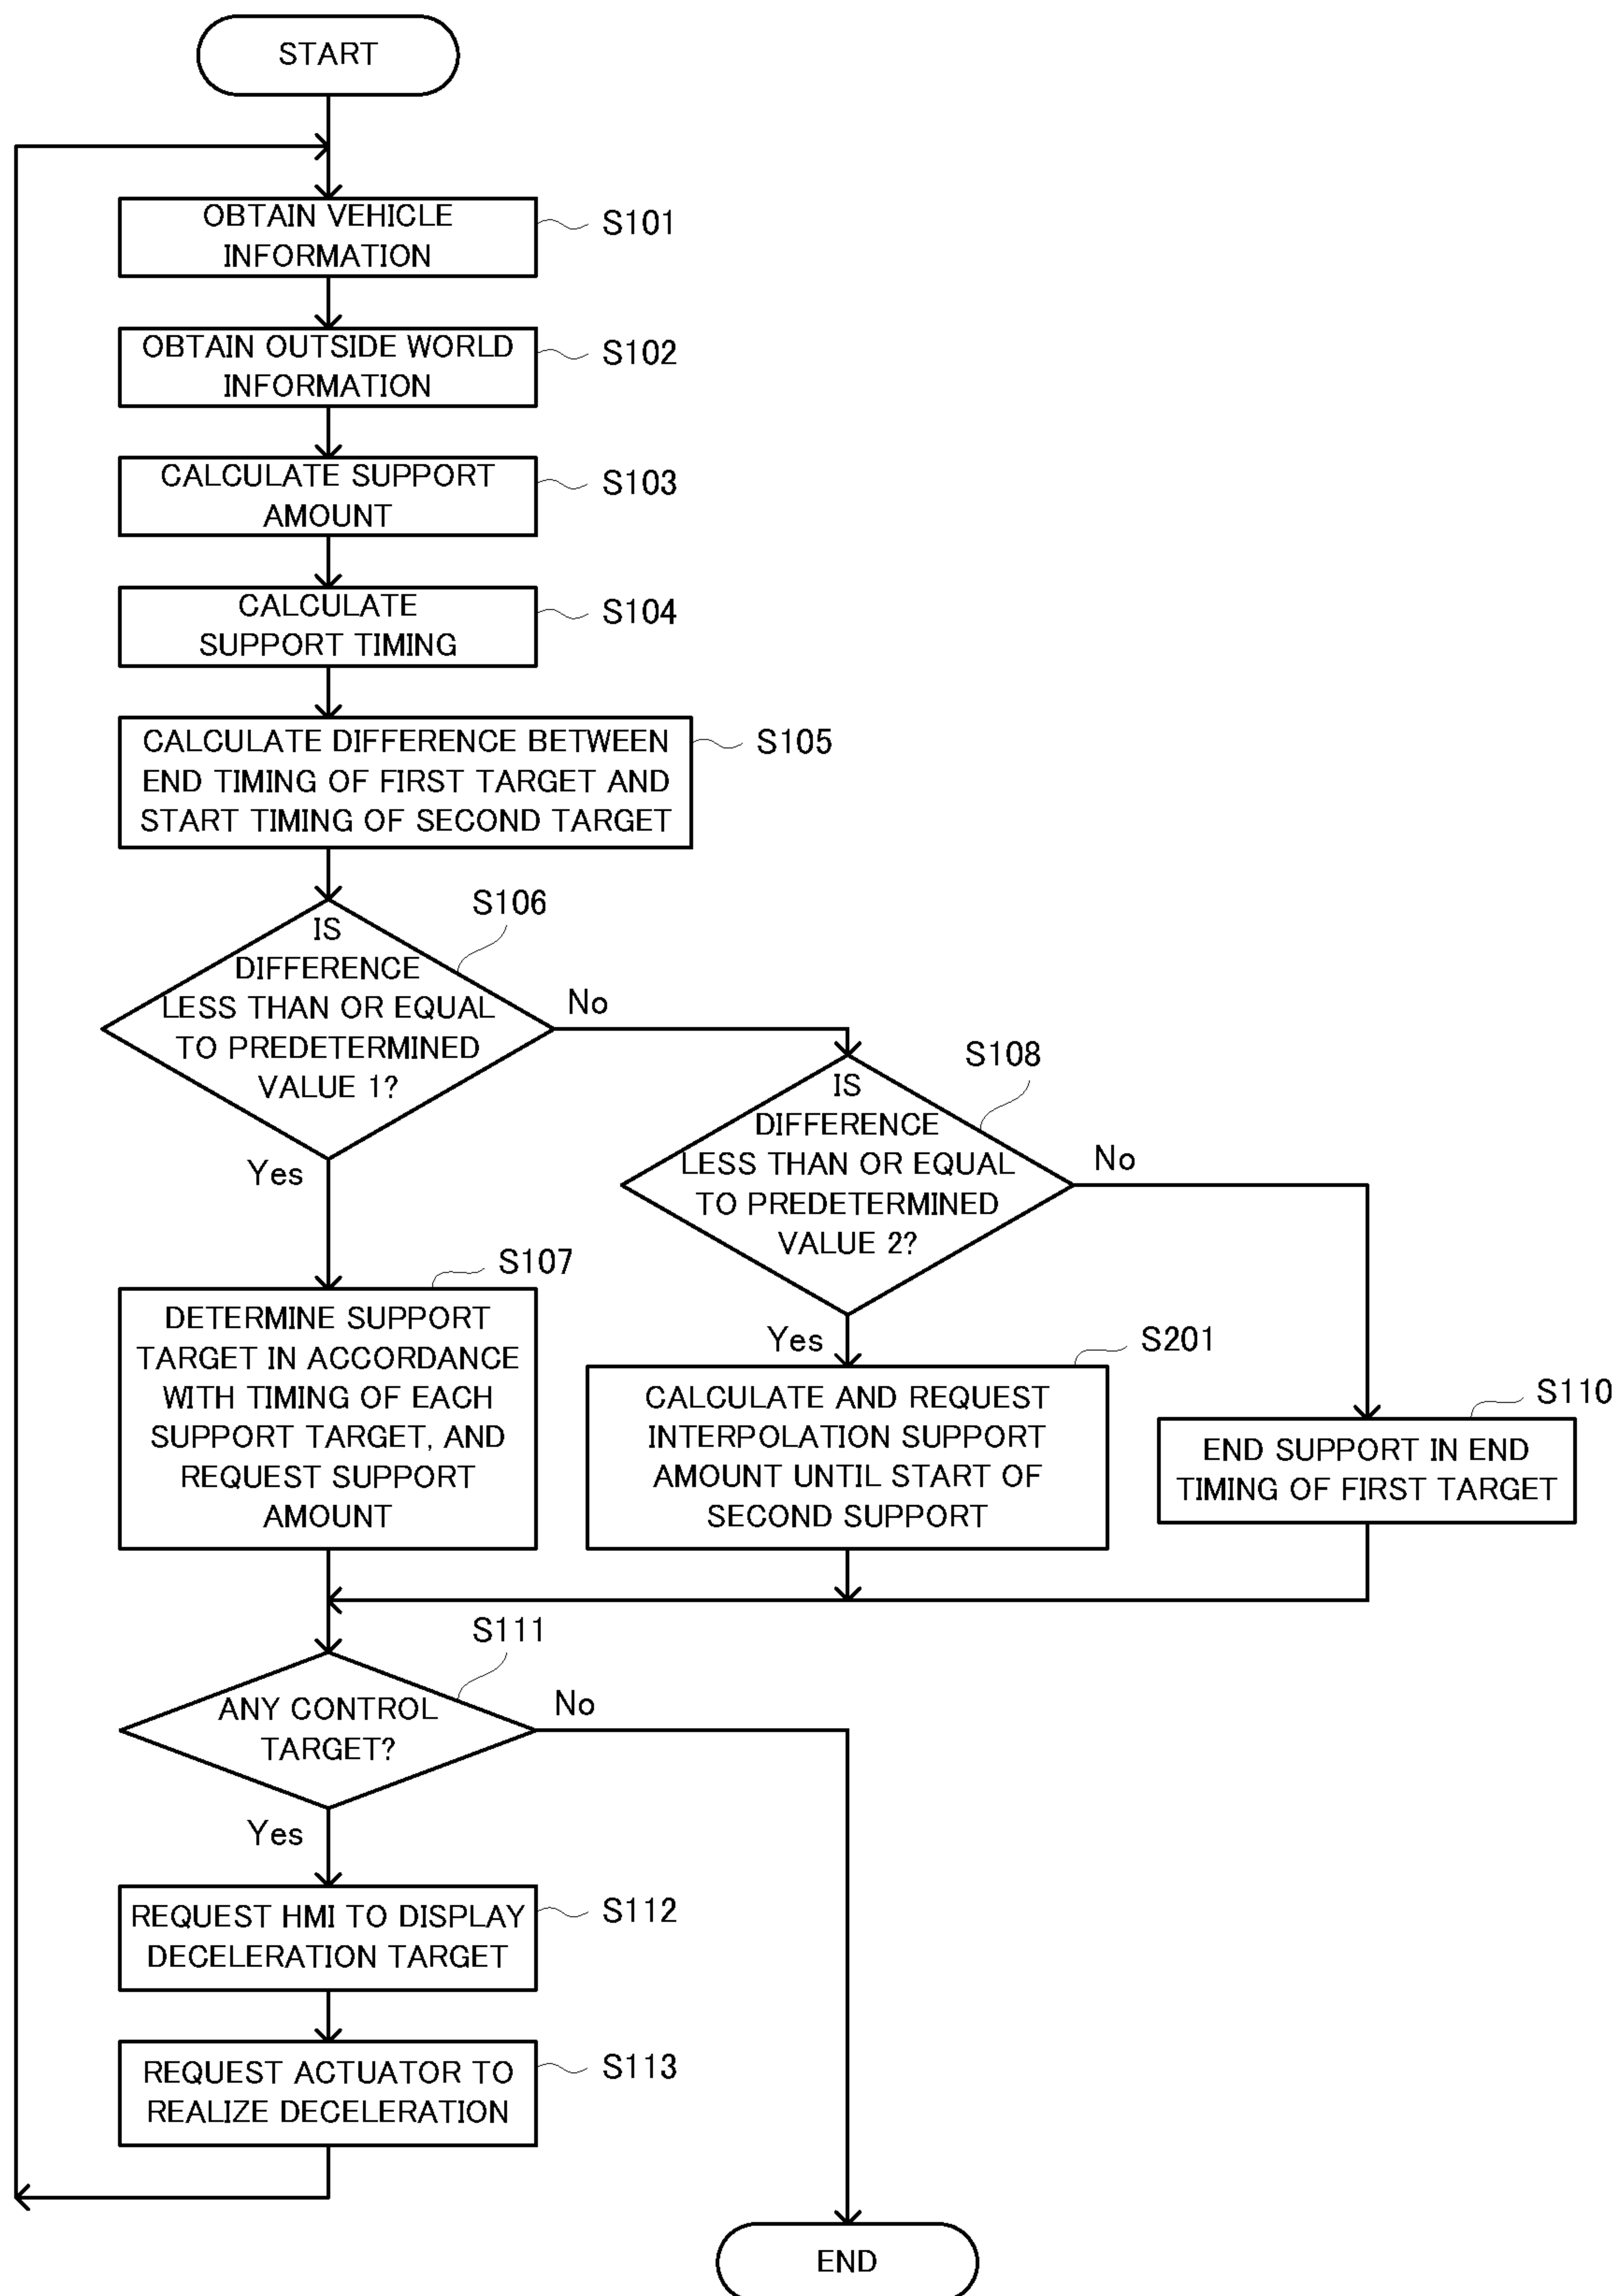 START
OBTAIN VEHICLE
INFORMATION
S101
OBTAIN OUTSIDE WORLD
INFORMATION
S102
CALCULATE SUPPORT
AMOUNT
S103
CALCULATE
SUPPORT TIMING
S104
CALCULATE DIFFERENCE BETWEEN
END TIMING OF FIRST TARGET AND
START TIMING OF SECOND TARGET
S105
S106
IS
DIFFERENCE
LESS THAN OR EQUAL
TO PREDETERMINED
VALUE 1?
No
Yes
S108
IS
DIFFERENCE
LESS THAN OR EQUAL
TO PREDETERMINED
VALUE 2?
No
Yes
S107
DETERMINE SUPPORT
TARGET IN ACCORDANCE
WITH TIMING OF EACH
SUPPORT TARGET, AND
REQUEST SUPPORT
AMOUNT
S201
CALCULATE AND REQUEST
INTERPOLATION SUPPORT
AMOUNT UNTIL START OF
SECOND SUPPORT
S110
END SUPPORT IN END
TIMING OF FIRST TARGET
S111
ANY CONTROL
TARGET?
No
Yes
REQUEST HMI TO DISPLAY
DECELERATION TARGET
S112
REQUEST ACTUATOR TO
REALIZE DECELERATION
S113
END